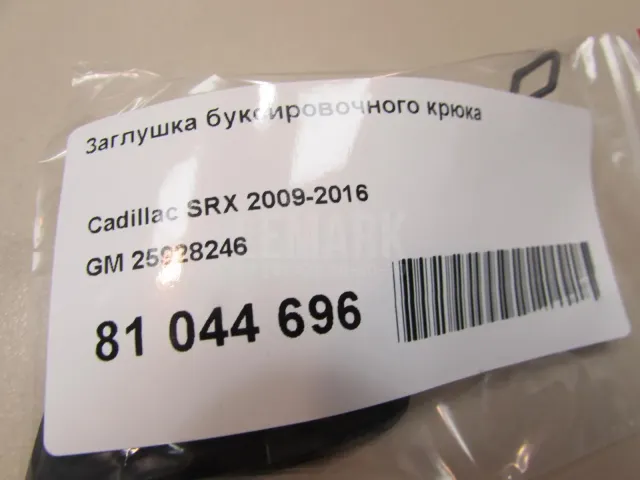 Заглушка буксировочного крюка
Cadillac SRX 2009-2016
GM 25928246
81 044 696